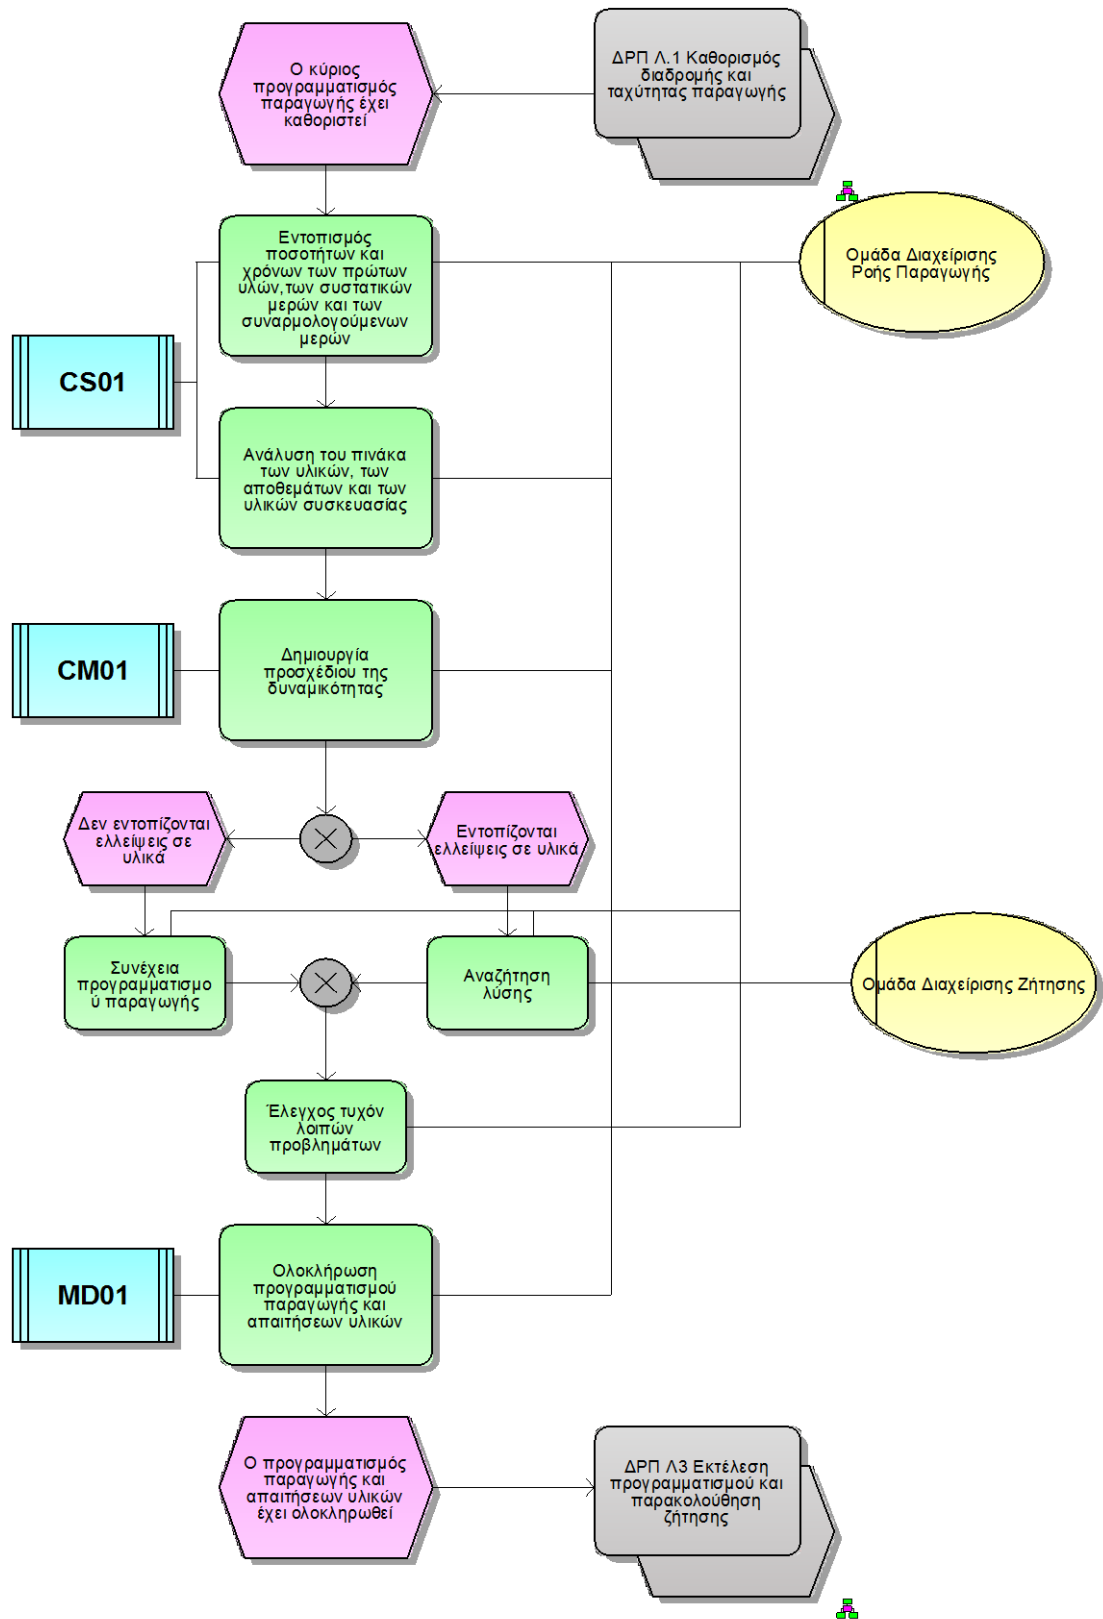 Ο κύριος
προγραμματισμός
παραγωγής έχει
καθοριστεί
ΔΡΠ Λ.1 Καθορισμός
διαδρομής και
ταχύτητας παραγωγής
Εντοπισμός
ποσοτήτων και
χρόνων των πρώτων
υλών,των συστατικών
μερών και των
συναρμολογούμενων
μερών
Ομάδα Διαχείρισης
Ροής Παραγωγής
CS01
Ανάλυση του πινάκα
των υλικών, των
αποθεμάτων και των
υλικών συσκευασίας
CM01
Δημιουργία
προσχέδιου της
δυναμικότητας
Δεν εντοπίζονται
ελλείψεις σε
υλικά
Εντοπίζονται
ελλείψεις σε υλικά
Συνέχεια
προγραμματισμο
ύ παραγωγής
Αναζήτηση
λύσης
Ομάδα Διαχείρισης Ζήτησης
Έλεγχος τυχόν
λοιπών
προβλημάτων
MD01
Ολοκλήρωση
προγραμματισμού
παραγωγής και
απαιτήσεων υλικών
Ο προγραμματισμός
παραγωγής και
απαιτήσεων υλικών
έχει ολοκληρωθεί
ΔΡΠ Λ3 Εκτέλεση
προγραμματισμού και
παρακολούθηση
ζήτησης